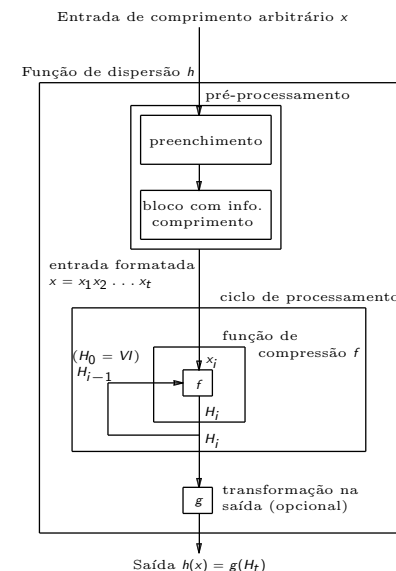 Entrada de comprimento arbitrário x
Função de dispersão h
pré-processamento
preenchimento
bloco com info.
comprimento
entrada formatada
x = x₁x₂ . . . xₜ
ciclo de processamento
função de
compressão f
(H₀ = VI)
Hᵢ₋₁
xᵢ
f
Hᵢ
Hᵢ
g
transformação na
saída (opcional)
Saída h(x) = g(Hₜ)